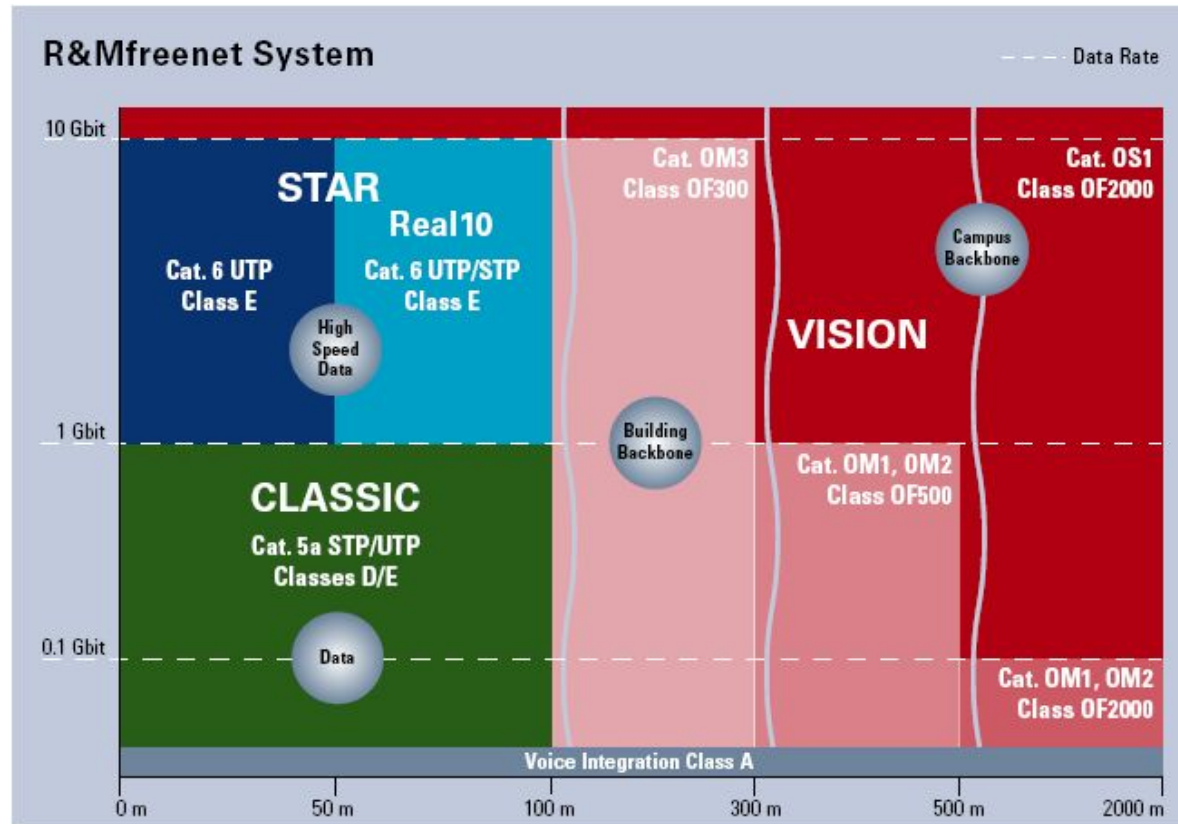 R&Mfreenet System
Data Rate
10 Gbit
STAR
Real10
Cat. 6 UTP
Class E
Cat. 6 UTP/STP
Class E
High
Speed
Data
Cat. OM3
Class OF300
Cat. OS1
Class OF2000
Campus
Backbone
VISION
1 Gbit
Building
Backbone
CLASSIC
Cat. 5a STP/UTP
Classes D/E
Cat. OM1, OM2
Class OF500
0.1 Gbit
Data
Cat. OM1, OM2
Class OF2000
Voice Integration Class A
0 m
50 m
100 m
300 m
500 m
2000 m